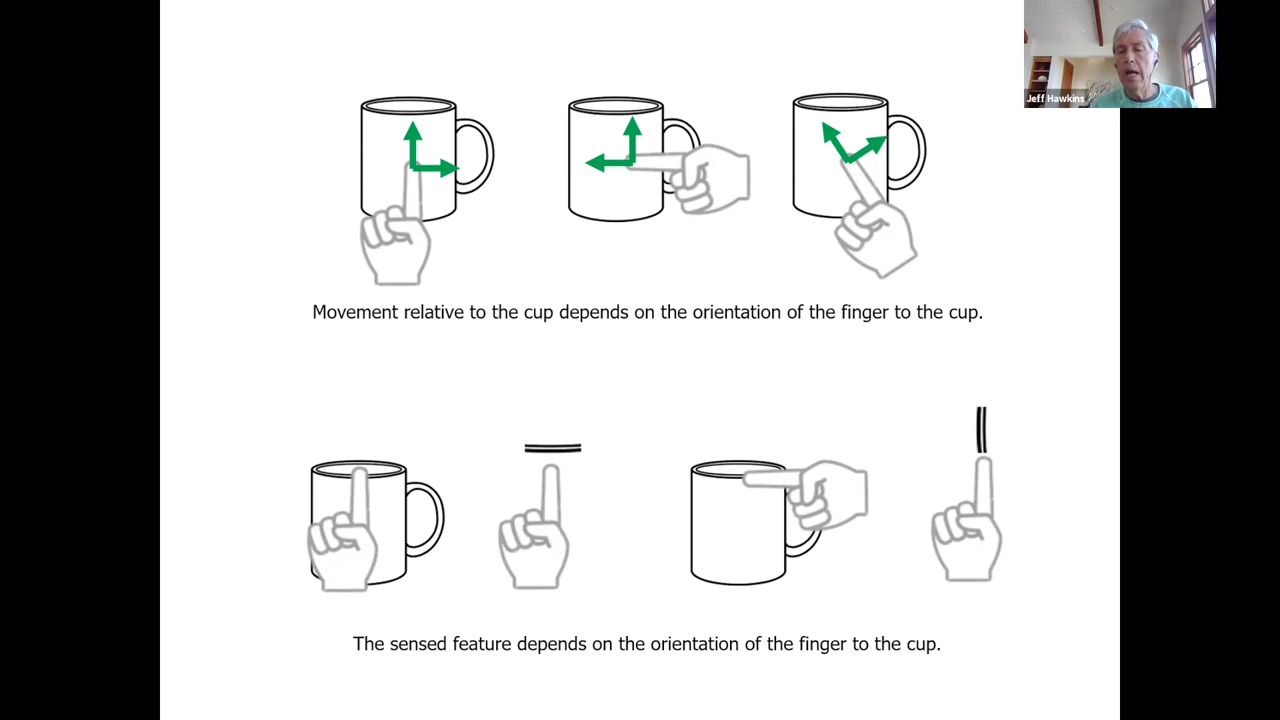 Jeff Hawkins
Movement relative to the cup depends on the orientation of the finger to the cup.
The sensed feature depends on the orientation of the finger to the cup.